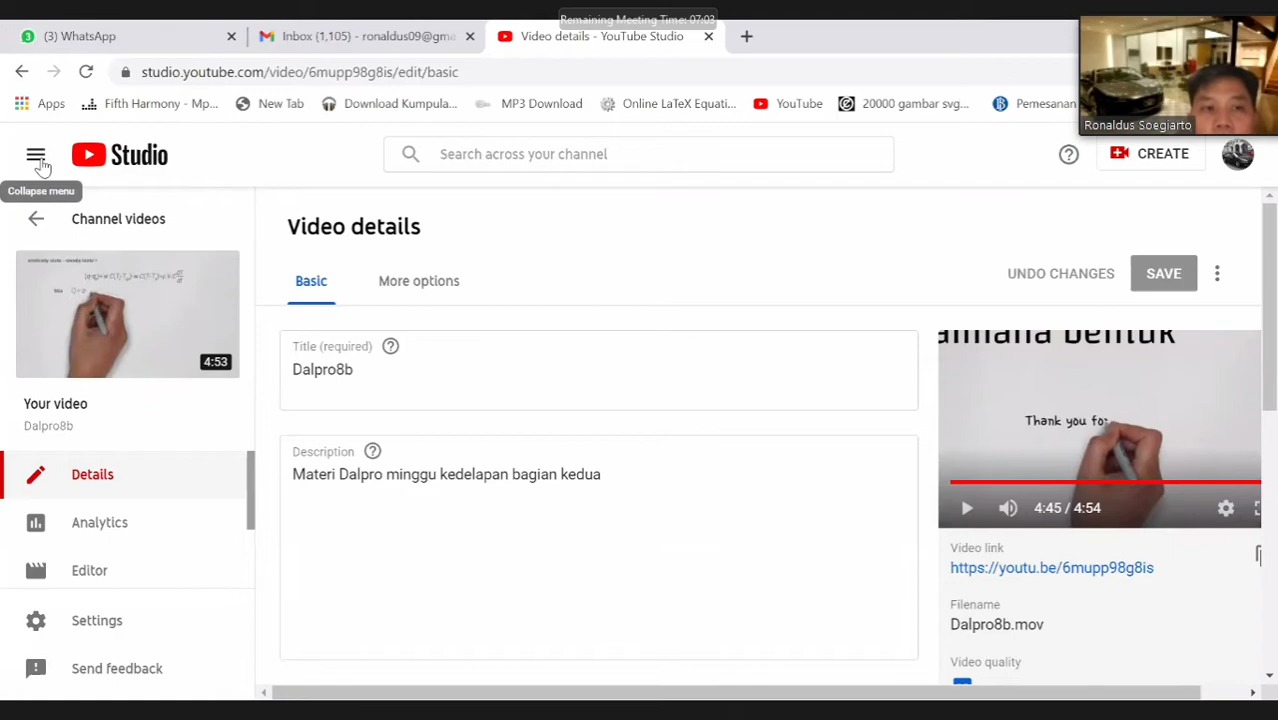 Remaining Meeting Time: 07:03
(3) WhatsApp
Inbox (1,105) - ronaldus09@gm
Video details - YouTube Studio
studio.youtube.com/video/6mupp98g8is/edit/basic
Apps
Fifth Harmony - Mp...
New Tab
Download Kumpula...
MP3 Download
Online LaTeX Equati...
YouTube
20000 gambar svg...
Pemesanan
Ronaldus Soegiarto
Studio
Search across your channel
CREATE
Collapse menu
Channel videos
4:53
Your video
Dalpro8b
Details
Analytics
Editor
Settings
Send feedback
Video details
Basic
More options
UNDO CHANGES
SAVE
Title (required)
Dalpro8b
Description
Materi Dalpro minggu kedelapan bagian kedua
bentuk
Thank you for
4:45 / 4:54
Video link
https://youtu.be/6mupp98g8is
Filename
Dalpro8b.mov
Video quality